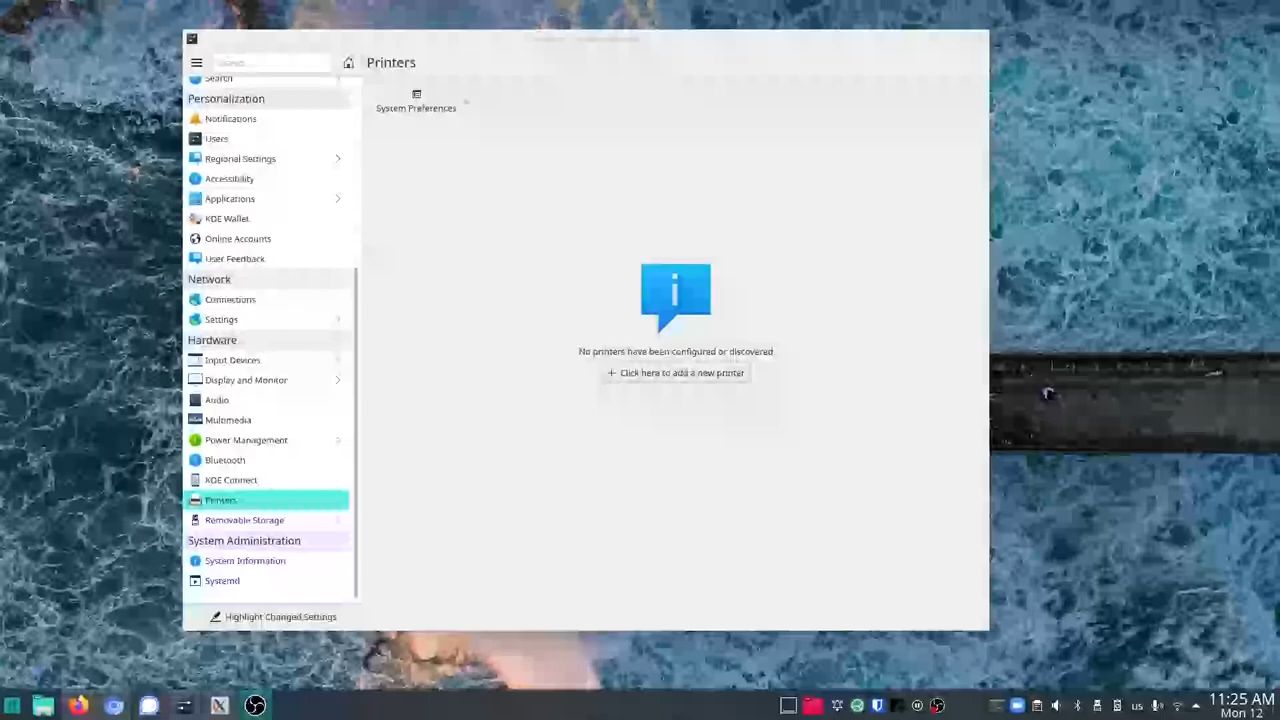 Printers
Search
System Preferences
Personalization
Notifications
Users
Regional Settings
Accessibility
Applications
KDE Wallet
Online Accounts
User Feedback
Network
Connections
Settings
Hardware
Input Devices
Display and Monitor
Audio
Multimedia
Power Management
Bluetooth
KDE Connect
Printers
Removable Storage
System Administration
System Information
Systemd
Highlight Changed Settings
No printers have been configured or discovered
+ Click here to add a new printer
us
11:25 AM
Mon 12